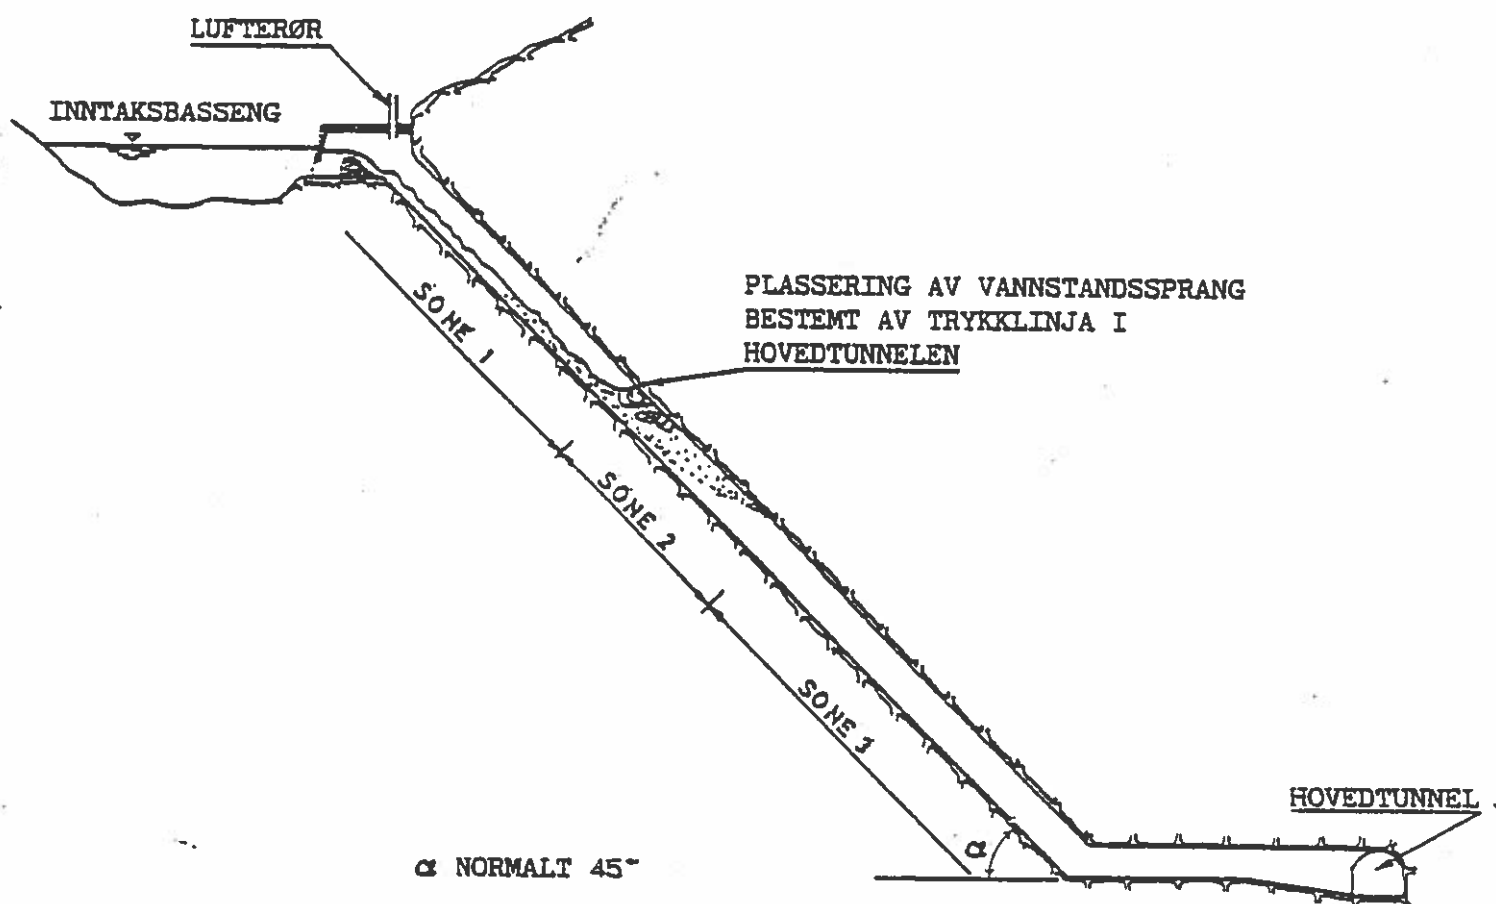 LUFTERØR
INNTAKSBASSENG
PLASSERING AV VANNSTANDSSPRANG
BESTEMT AV TRYKKLINJA I
HOVEDTUNNELEN
SONE 1
SONE 2
SONE 3
HOVEDTUNNEL
α
α NORMALT 45°